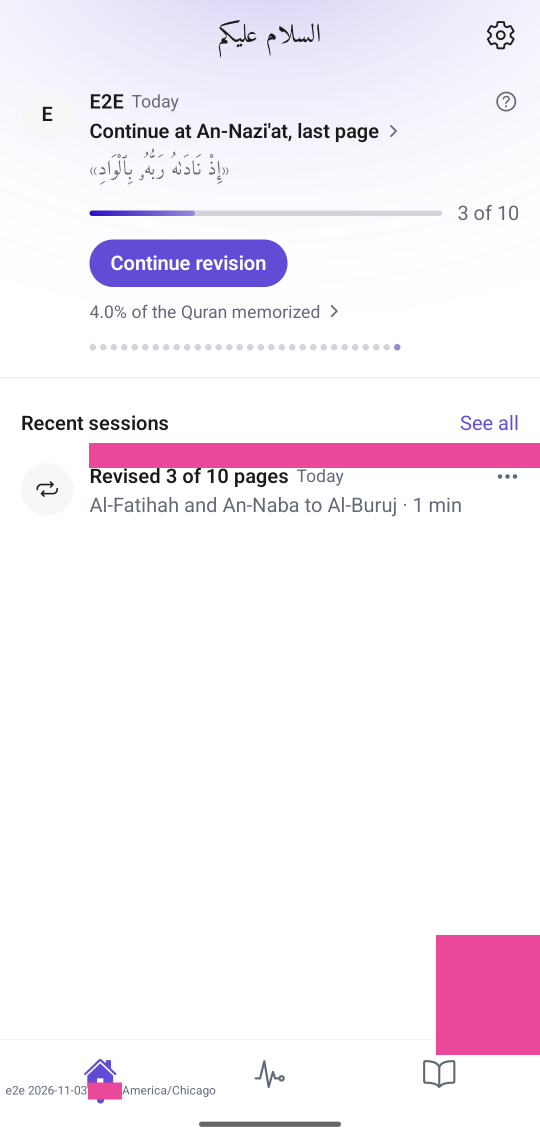 السلام عليكم
E
E2E Today
Continue at An-Nazi'at, last page
«إِذْ نَادَىٰهُ رَبُّهُۥ بِٱلْوَادِ»
3 of 10
Continue revision
4.0% of the Quran memorized
Recent sessions See all
Revised 3 of 10 pages Today
Al-Fatihah and An-Naba to Al-Buruj · 1 min
e2e 2026-11-03 America/Chicago